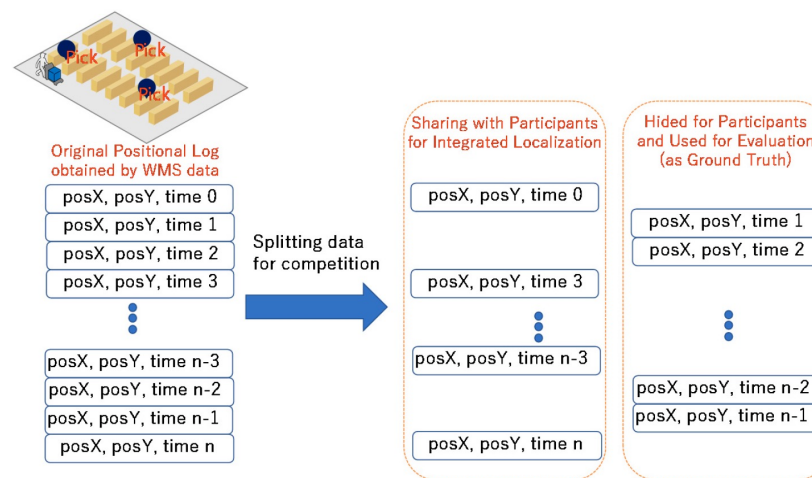 Pick
Pick
Pick
Original Positional Log
obtained by WMS data
posX, posY, time 0
posX, posY, time 1
posX, posY, time 2
posX, posY, time 3
posX, posY, time n-3
posX, posY, time n-2
posX, posY, time n-1
posX, posY, time n
Splitting data
for competition
Sharing with Participants
for Integrated Localization
posX, posY, time 0
posX, posY, time 3
posX, posY, time n-3
posX, posY, time n
Hided for Participants
and Used for Evaluation
(as Ground Truth)
posX, posY, time 1
posX, posY, time 2
posX, posY, time n-2
posX, posY, time n-1